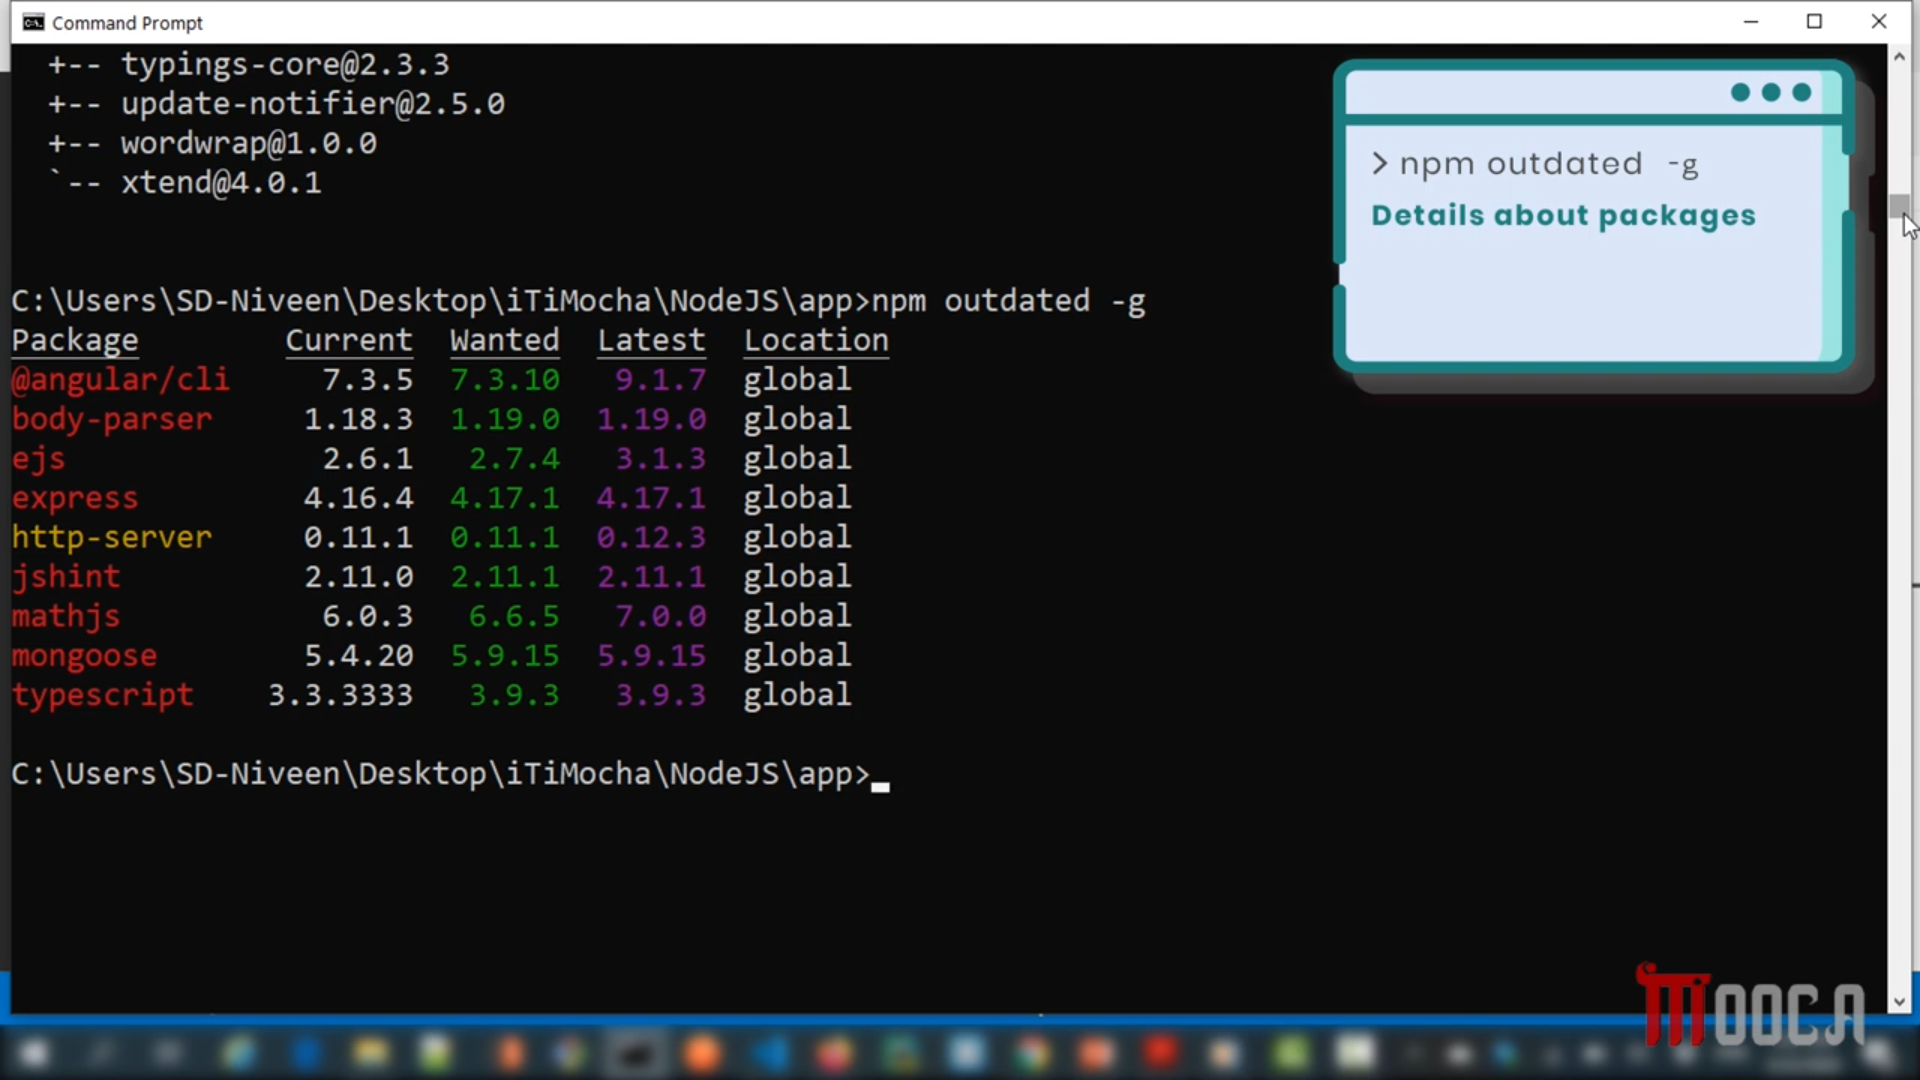 Command Prompt
+-- typings-core@2.3.3
+-- update-notifier@2.5.0
+-- wordwrap@1.0.0
`-- xtend@4.0.1
> npm outdated -g
Details about packages
C:\Users\SD-Niveen\Desktop\iTiMocha\NodeJS\app>npm outdated -g
Package Current Wanted Latest Location
@angular/cli 7.3.5 7.3.10 9.1.7 global
body-parser 1.18.3 1.19.0 1.19.0 global
ejs 2.6.1 2.7.4 3.1.3 global
express 4.16.4 4.17.1 4.17.1 global
http-server 0.11.1 0.11.1 0.12.3 global
jshint 2.11.0 2.11.1 2.11.1 global
mathjs 6.0.3 6.6.5 7.0.0 global
mongoose 5.4.20 5.9.15 5.9.15 global
typescript 3.3.3333 3.9.3 3.9.3 global
C:\Users\SD-Niveen\Desktop\iTiMocha\NodeJS\app>
MOOCA